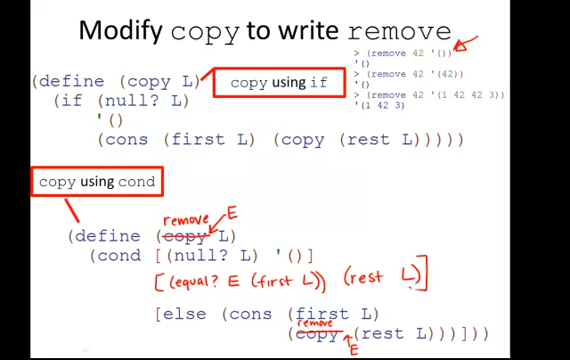 Modify copy to write remove
> (remove 42 '())
'()
> (remove 42 '(42))
'()
> (remove 42 '(1 42 42 3))
'(1 42 3)
(define (copy L)
copy using if
(if (null? L)
'()
(cons (first L) (copy (rest L)))))
copy using cond
remove E
(define (copy L)
(cond [(null? L) '()]
[(equal? E (first L)) (rest L)]
[else (cons (first L)
remove
(copy (rest L)))]))
E